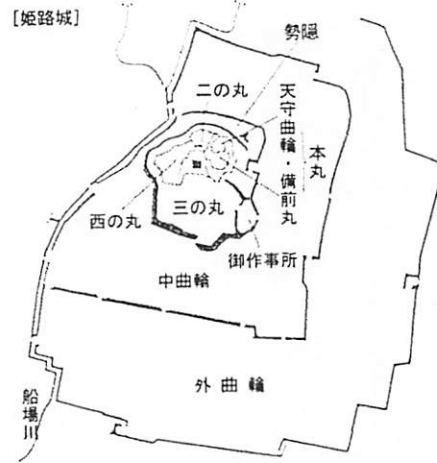 [姫路城]
勢隠
二の丸
天守曲輪・備前丸
本丸
西の丸
三の丸
御作事所
中曲輪
外曲輪
船場川